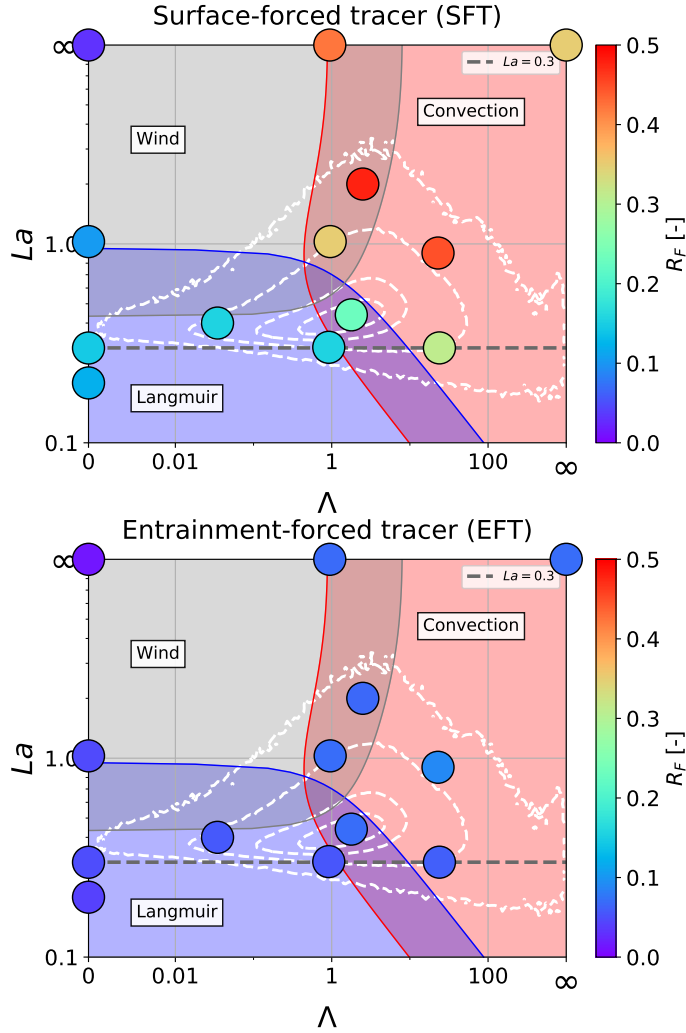 Surface-forced tracer (SFT)
∞
La = 0.3
0.5
Convection
Wind
0.4
0.3
La
1.0
R_F [-]
0.2
0.1
Langmuir
0.1
0.0
0
0.01
1
100
∞
Λ
Entrainment-forced tracer (EFT)
∞
La = 0.3
0.5
Convection
Wind
0.4
0.3
La
1.0
R_F [-]
0.2
0.1
Langmuir
0.1
0.0
0
0.01
1
100
∞
Λ